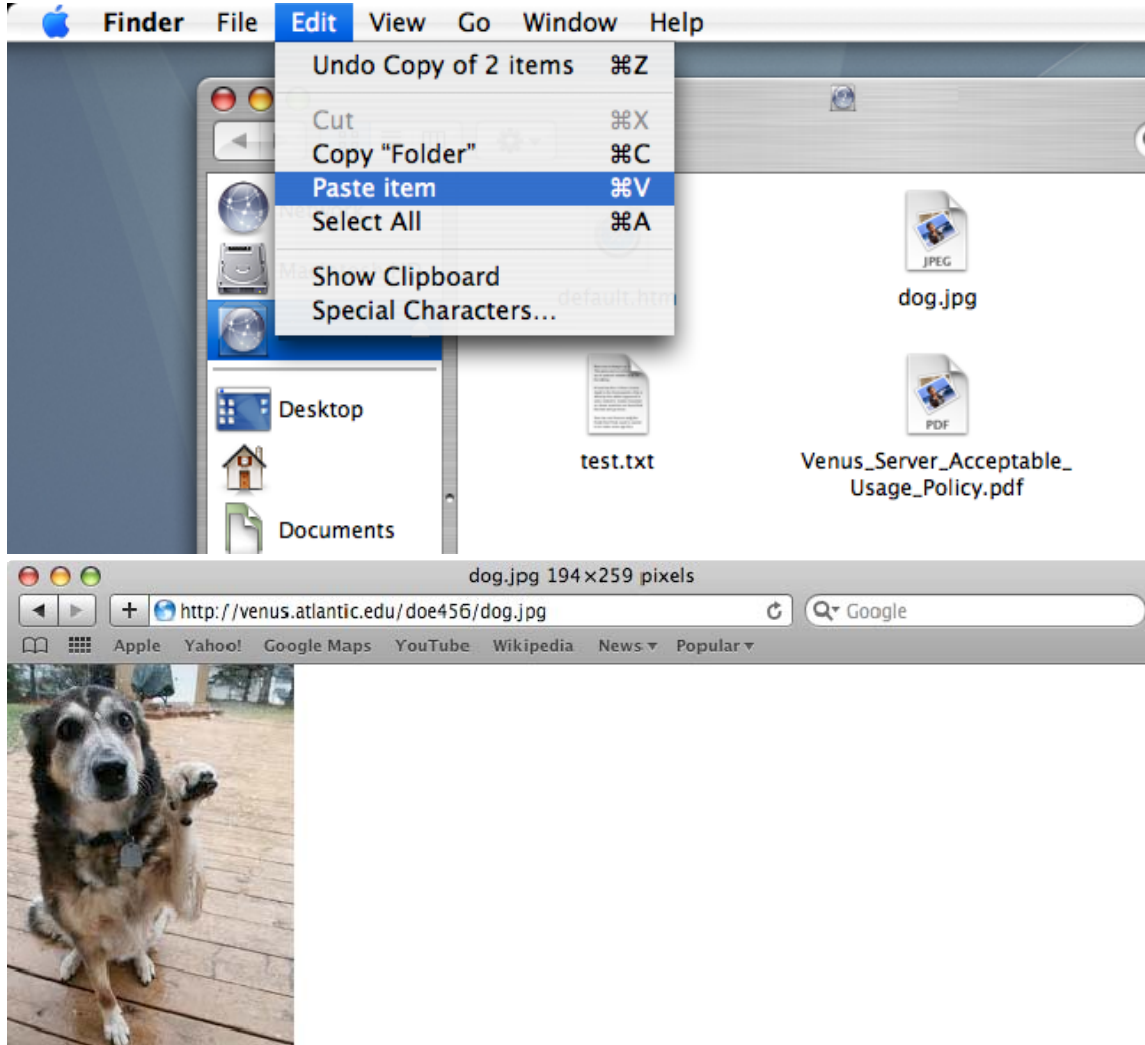 Finder File Edit View Go Window Help
Undo Copy of 2 items ⌘Z
Cut ⌘X
Copy “Folder” ⌘C
Paste item ⌘V
Select All ⌘A
Show Clipboard
Special Characters...
default.htm
JPEG
dog.jpg
Desktop
test.txt
PDF
Venus_Server_Acceptable_
Usage_Policy.pdf
Documents
dog.jpg 194×259 pixels
http://venus.atlantic.edu/doe456/dog.jpg
Google
Apple Yahoo! Google Maps YouTube Wikipedia News ▾ Popular ▾